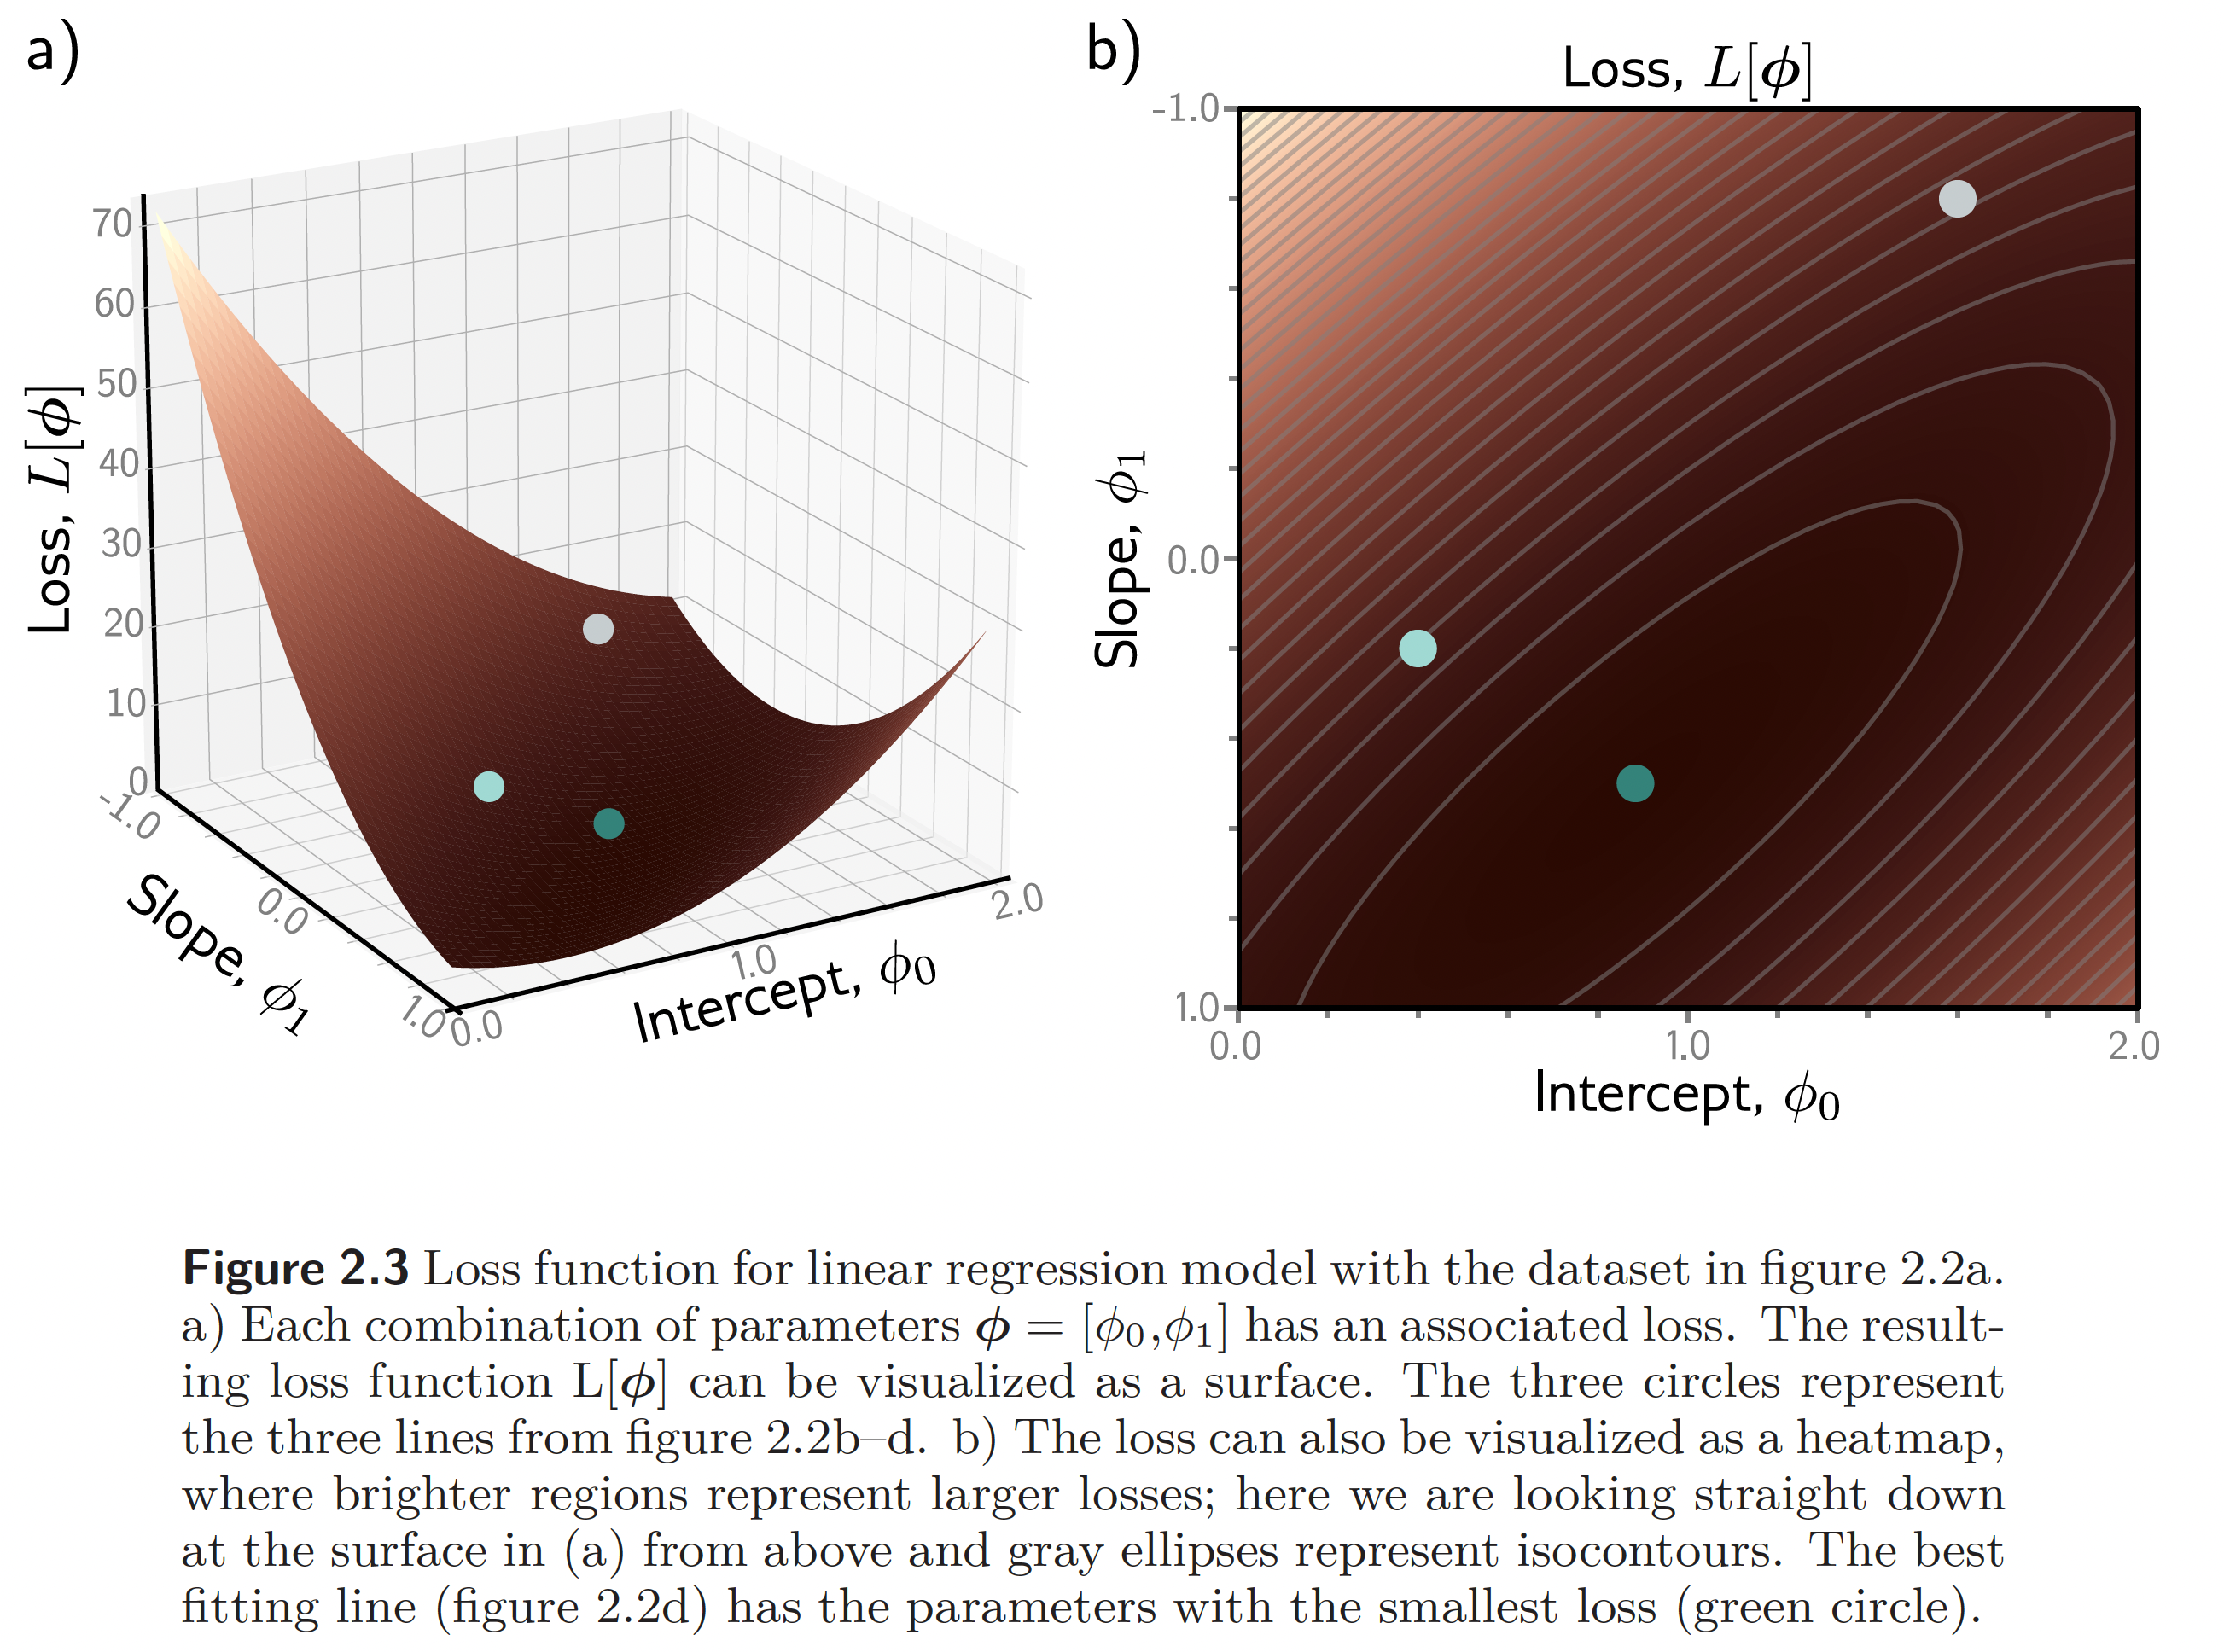 a)
70
60
50
40
30
20
10
0
Loss, L[ϕ]
-1.0
0.0
1.0
Slope, ϕ₁
0.0
1.0
2.0
Intercept, ϕ₀
b)
Loss, L[ϕ]
-1.0
0.0
1.0
Slope, ϕ₁
0.0
1.0
2.0
Intercept, ϕ₀
Figure 2.3 Loss function for linear regression model with the dataset in figure 2.2a.
a) Each combination of parameters ϕ = [ϕ₀,ϕ₁] has an associated loss. The result-
ing loss function L[ϕ] can be visualized as a surface. The three circles represent
the three lines from figure 2.2b–d. b) The loss can also be visualized as a heatmap,
where brighter regions represent larger losses; here we are looking straight down
at the surface in (a) from above and gray ellipses represent isocontours. The best
fitting line (figure 2.2d) has the parameters with the smallest loss (green circle).